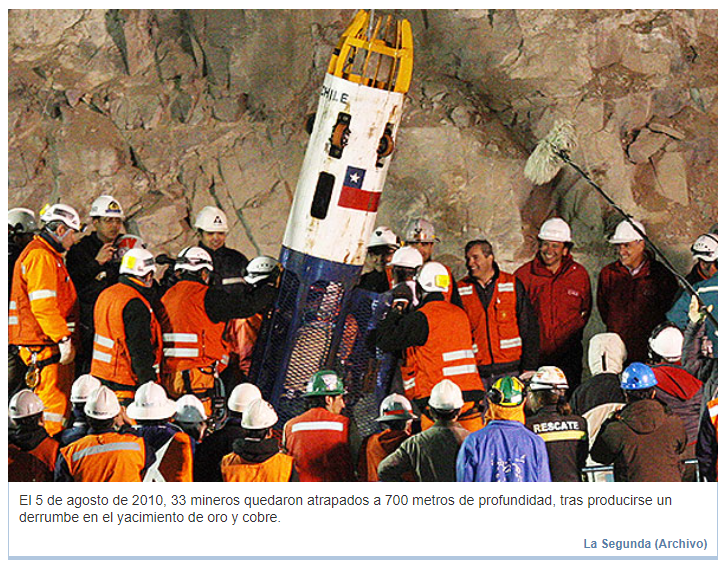 CHILE
RESCATE
El 5 de agosto de 2010, 33 mineros quedaron atrapados a 700 metros de profundidad, tras producirse un
derrumbe en el yacimiento de oro y cobre.
La Segunda (Archivo)